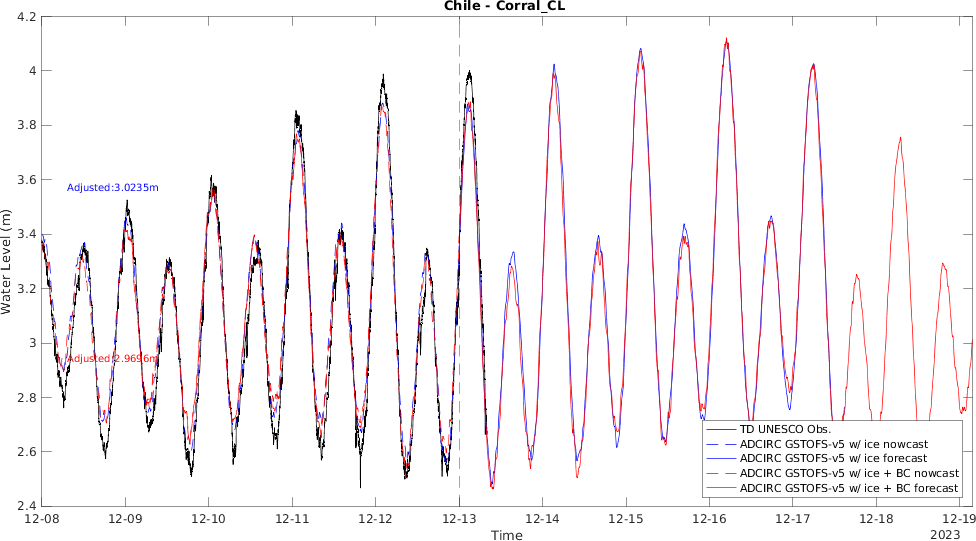 Chile - Corral_CL
4.2
4
3.8
3.6
3.4
3.2
3
2.8
2.6
2.4
Water Level (m)
Adjusted:3.0235m
Adjusted:2.9696m
TD UNESCO Obs.
ADCIRC GSTOFS-v5 w/ ice nowcast
ADCIRC GSTOFS-v5 w/ ice forecast
ADCIRC GSTOFS-v5 w/ ice + BC nowcast
ADCIRC GSTOFS-v5 w/ ice + BC forecast
12-08 12-09 12-10 12-11 12-12 12-13 12-14 12-15 12-16 12-17 12-18 12-19
Time
2023